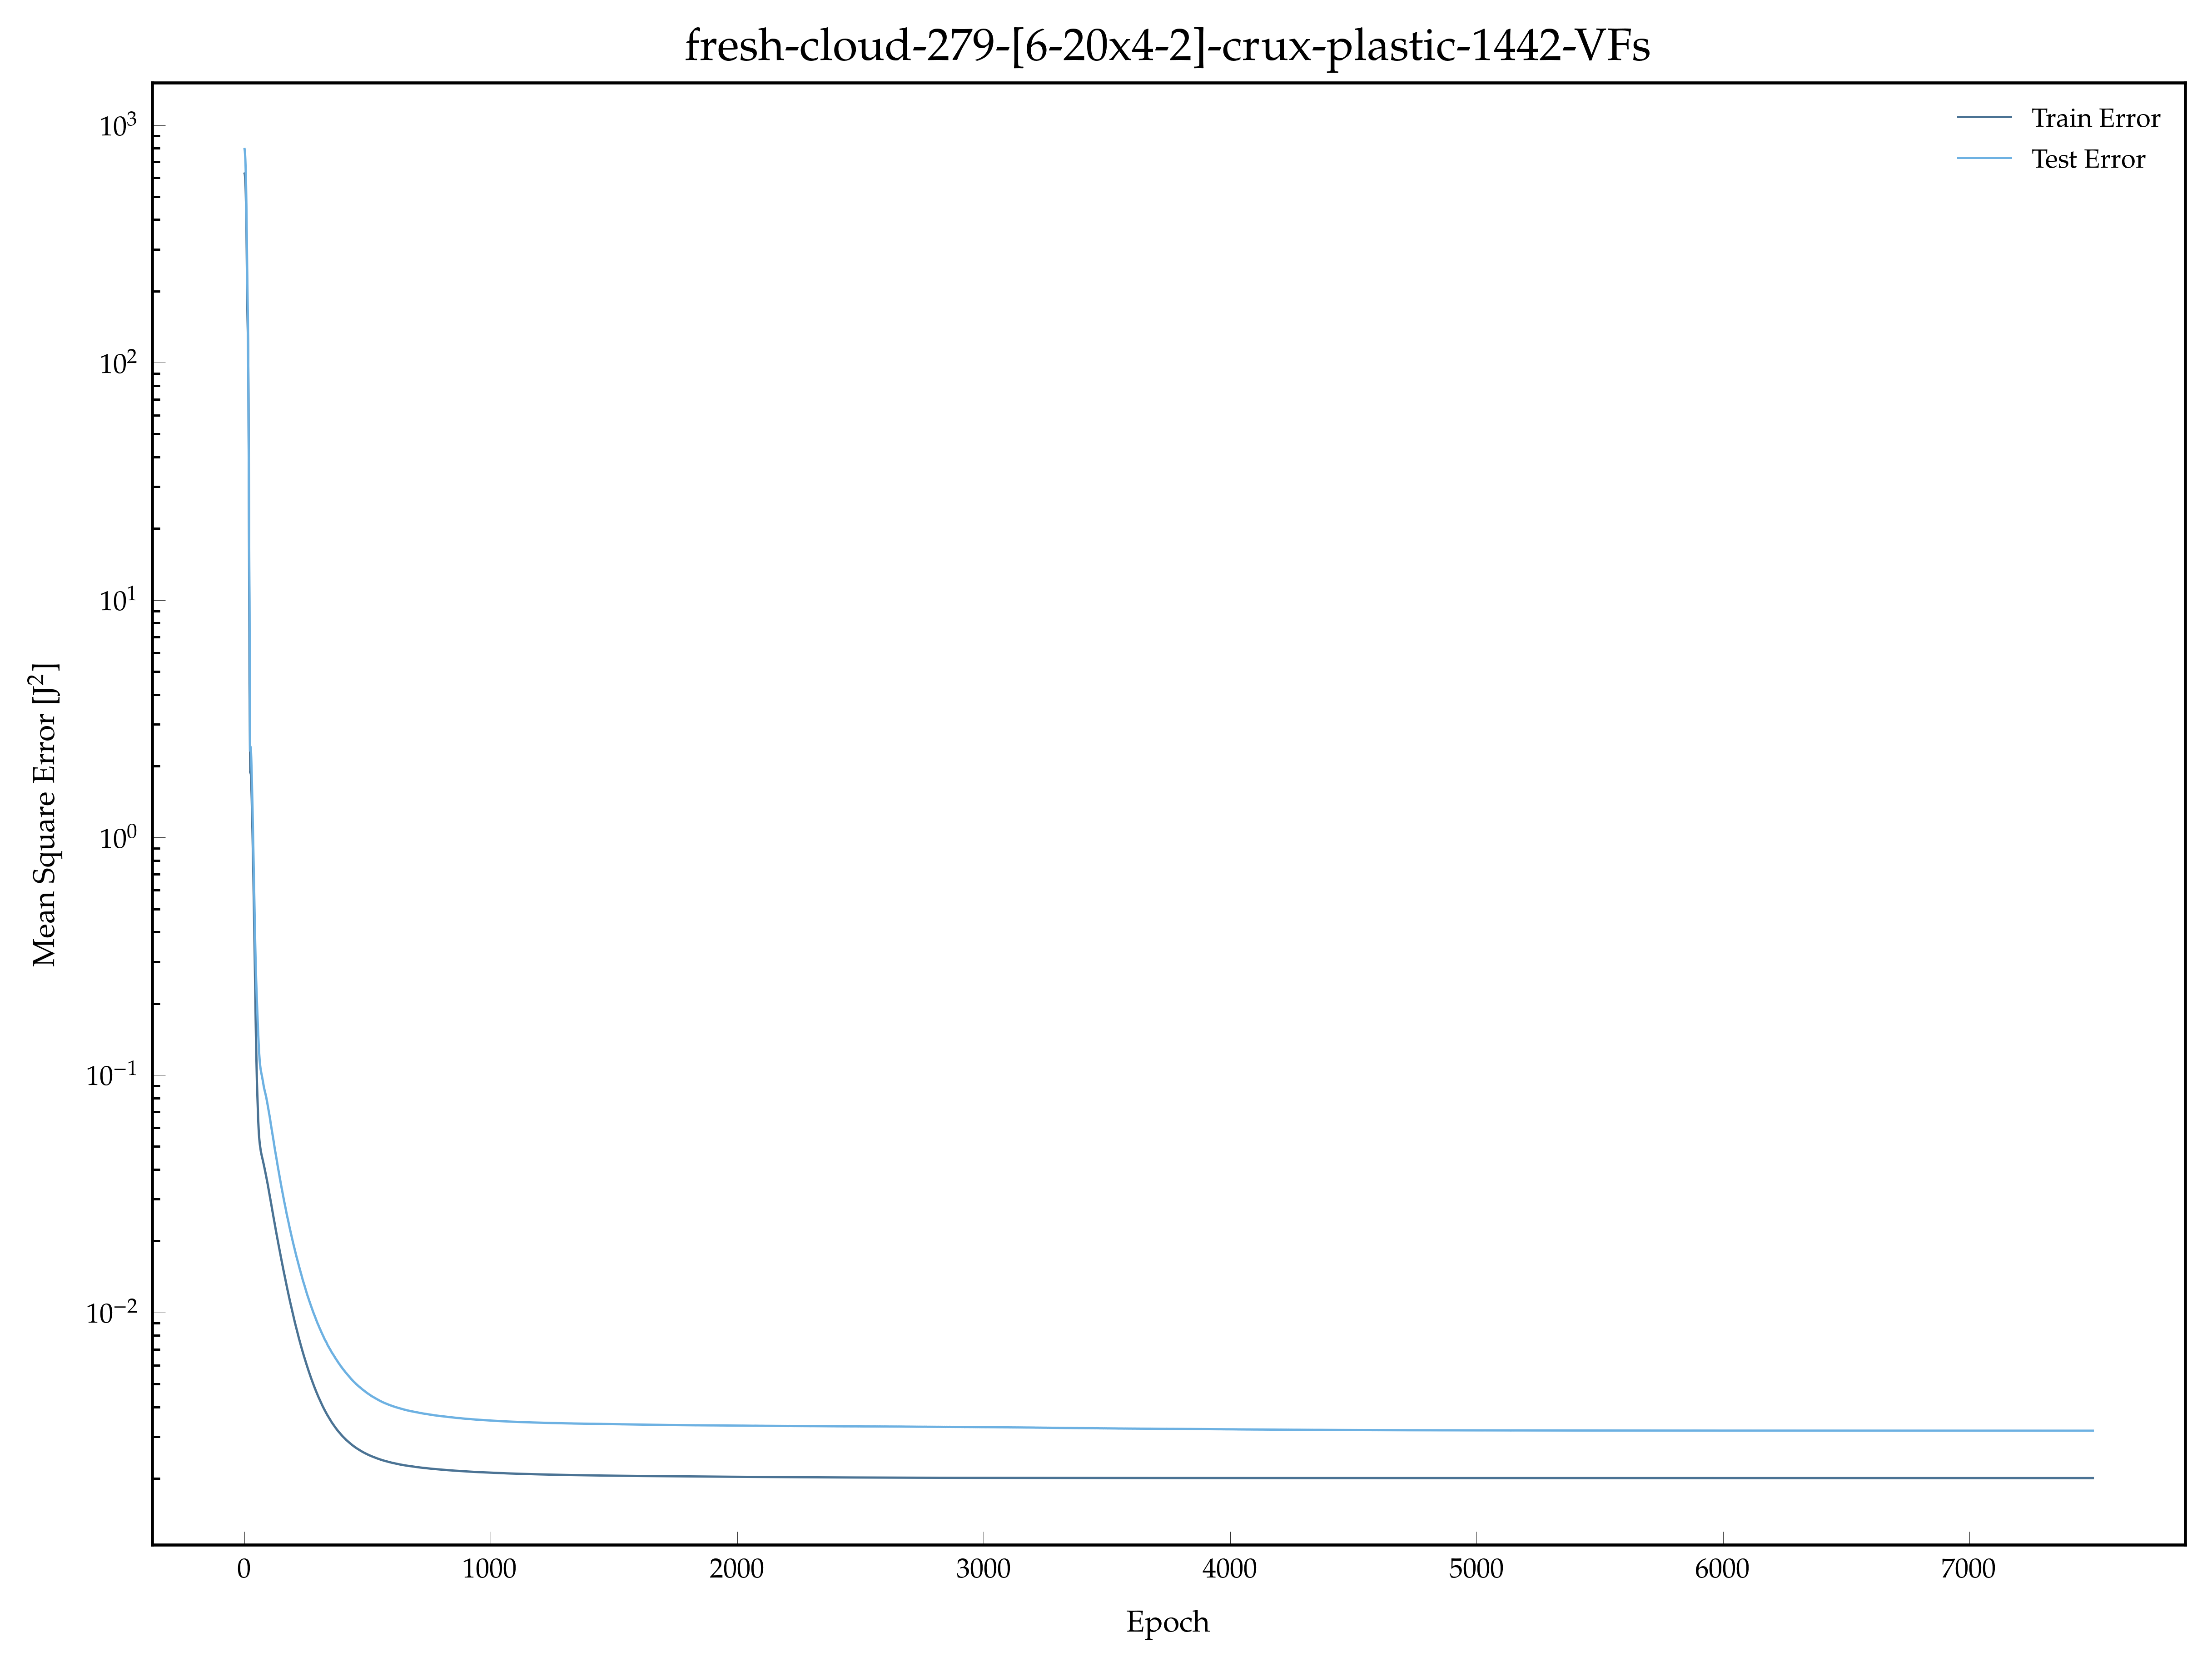 fresh-cloud-279-[6-20x4-2]-crux-plastic-1442-VFs
Train Error
Test Error
Mean Square Error [J²]
10³
10²
10¹
10⁰
10⁻¹
10⁻²
0 1000 2000 3000 4000 5000 6000 7000
Epoch